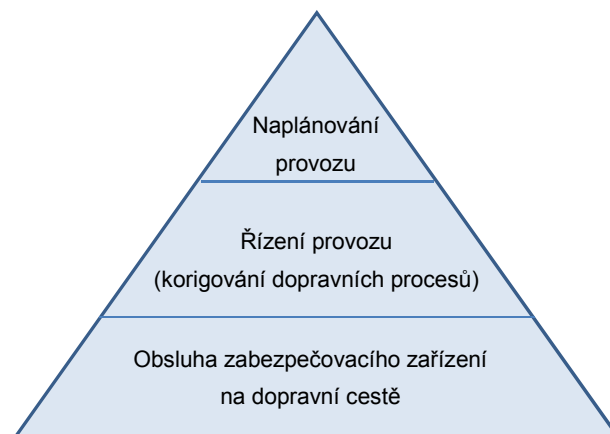 Naplánování
provozu
Řízení provozu
(korigování dopravních procesů)
Obsluha zabezpečovacího zařízení
na dopravní cestě